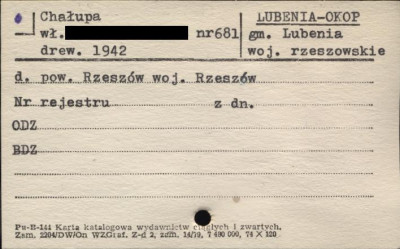 Chałupa
wł. nr681
drew. 1942
LUBENIA-OKOP
gm. Lubenia
woj. rzeszowskie
d. pow. Rzeszów woj. Rzeszów
Nr rejestru z dn.
ODZ
BDZ
Pu-K-144 Karta katalogowa wydawnictw ciągłych i zwartych,
Zam. 2204/DW/On WZGraf. Z-d 2, zam. 14/79, 7 490 000, 74 X 120